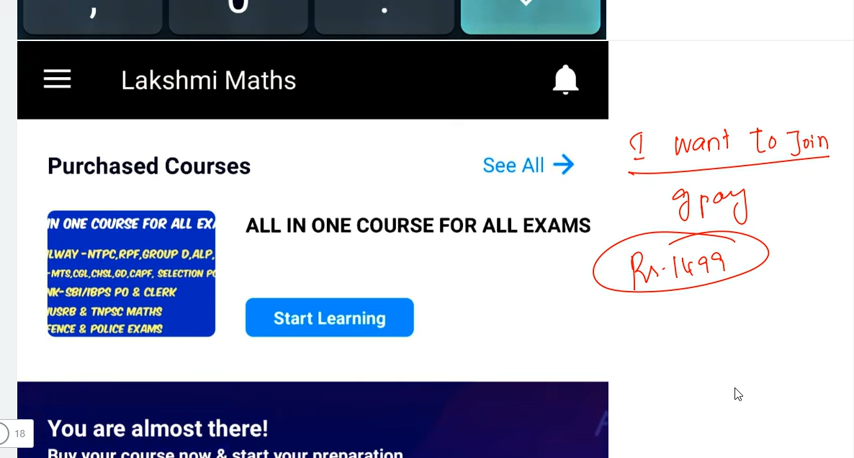 , 0 .
Lakshmi Maths
Purchased Courses
See All
IN ONE COURSE FOR ALL EXA
ILWAY -NTPC,RPF,GROUP D,ALP,
-MTS,CGL,CHSL,GD,CAPF, SELECTION PO
NK-SBI/IBPS PO & CLERK
NUSRB & TNPSC MATHS
FENCE & POLICE EXAMS
ALL IN ONE COURSE FOR ALL EXAMS
Start Learning
I want to Join
gpay
Rs.1499
18
You are almost there!
Buy your course now & start your preparation